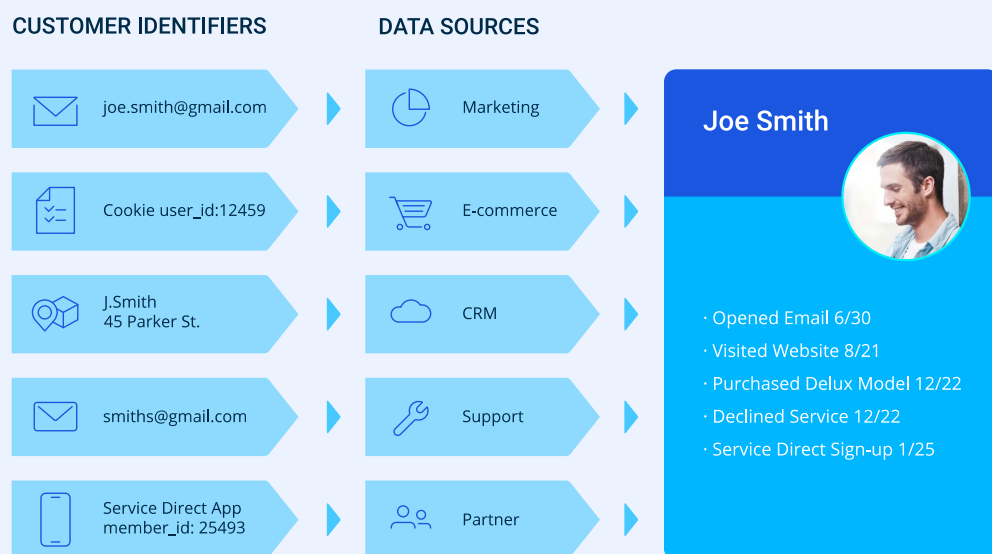 CUSTOMER IDENTIFIERS
DATA SOURCES
joe.smith@gmail.com
Marketing
Cookie user_id:12459
E-commerce
J.Smith
45 Parker St.
CRM
smiths@gmail.com
Support
Service Direct App
member_id: 25493
Partner
Joe Smith
· Opened Email 6/30
· Visited Website 8/21
· Purchased Delux Model 12/22
· Declined Service 12/22
· Service Direct Sign-up 1/25